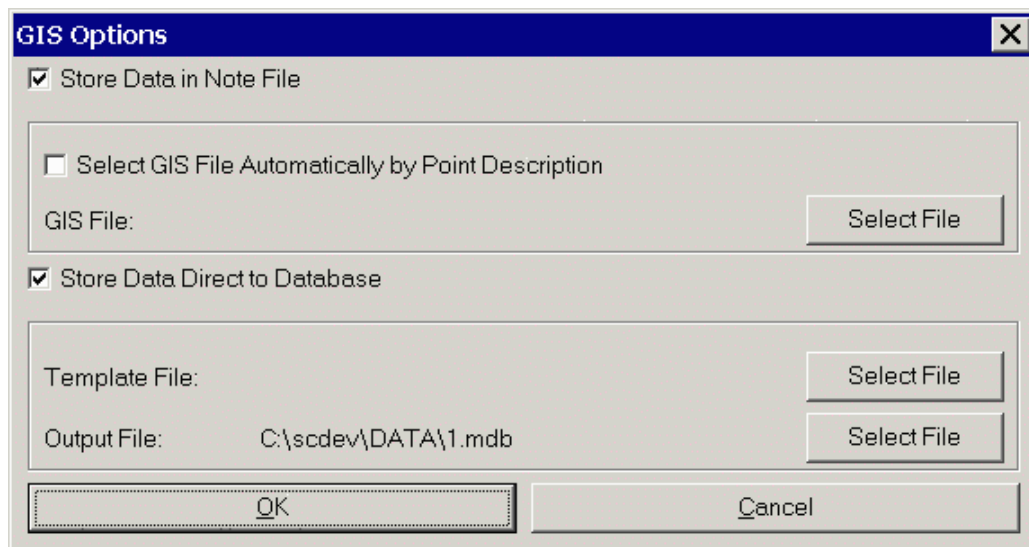 GIS Options
Store Data in Note File
Select GIS File Automatically by Point Description
GIS File:
Select File
Store Data Direct to Database
Template File:
Select File
Output File: C:\scdev\DATA\1.mdb
Select File
OK
Cancel